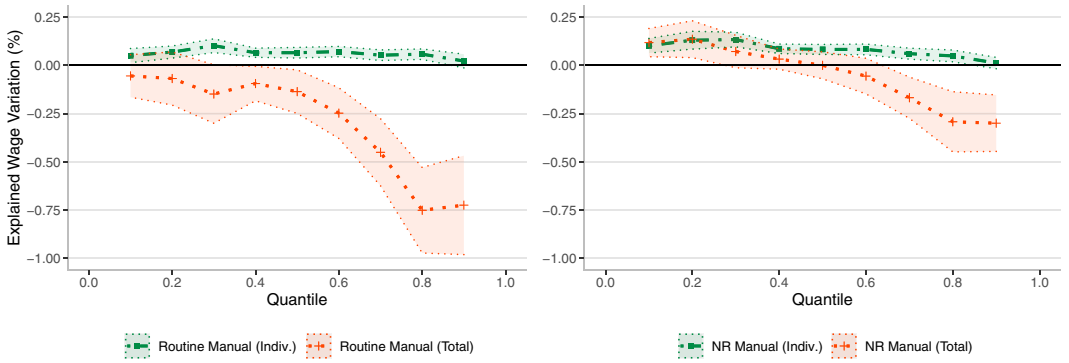 Explained Wage Variation (%)
0.25
0.00
−0.25
−0.50
−0.75
−1.00
0.0 0.2 0.4 0.6 0.8 1.0
Quantile
Routine Manual (Indiv.) Routine Manual (Total)
0.25
0.00
−0.25
−0.50
−0.75
−1.00
0.0 0.2 0.4 0.6 0.8 1.0
Quantile
NR Manual (Indiv.) NR Manual (Total)